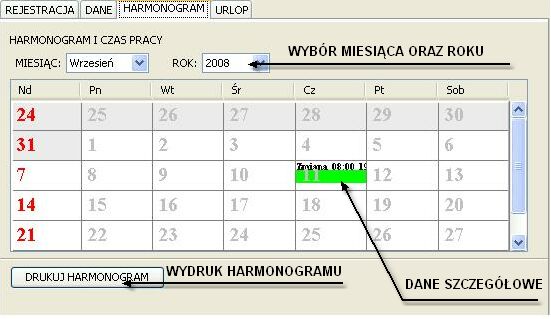 REJESTRACJA DANE HARMONOGRAM URLOP
HARMONOGRAM I CZAS PRACY
MIESIĄC: Wrzesień ROK: 2008 WYBÓR MIESIĄCA ORAZ ROKU
Nd Pn Wt Śr Cz Pt Sob
24 25 26 27 28 29 30
31 1 2 3 4 5 6
Zmiana 08:00 19
7 8 9 10 11 12 13
14 15 16 17 18 19 20
21 22 23 24 25 26 27
DRUKUJ HARMONOGRAM WYDRUK HARMONOGRAMU
DANE SZCZEGÓŁOWE